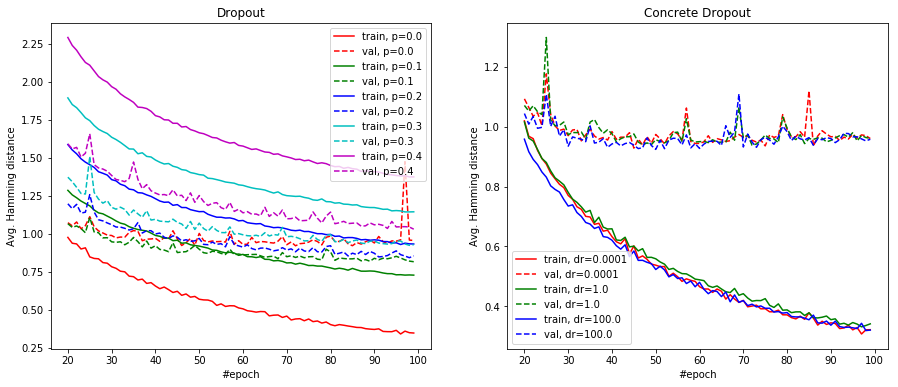 Dropout
Avg. Hamming distance
2.25
2.00
1.75
1.50
1.25
1.00
0.75
0.50
0.25
20
30
40
50
60
70
80
90
100
#epoch
train, p=0.0
val, p=0.0
train, p=0.1
val, p=0.1
train, p=0.2
val, p=0.2
train, p=0.3
val, p=0.3
train, p=0.4
val, p=0.4
Concrete Dropout
Avg. Hamming distance
1.2
1.0
0.8
0.6
0.4
20
30
40
50
60
70
80
90
100
#epoch
train, dr=0.0001
val, dr=0.0001
train, dr=1.0
val, dr=1.0
train, dr=100.0
val, dr=100.0